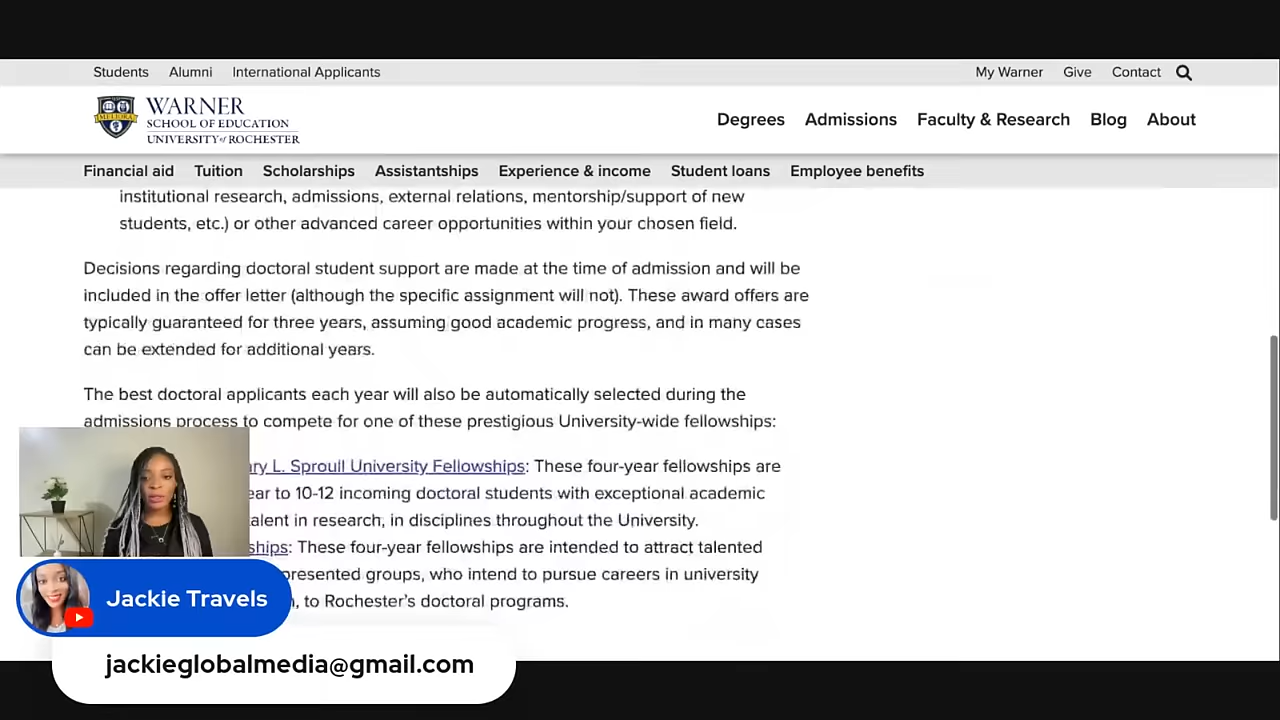 Students Alumni International Applicants My Warner Give Contact
WARNER
SCHOOL OF EDUCATION
UNIVERSITY of ROCHESTER
MELIORA
Degrees Admissions Faculty & Research Blog About
Financial aid Tuition Scholarships Assistantships Experience & income Student loans Employee benefits
institutional research, admissions, external relations, mentorship/support of new
students, etc.) or other advanced career opportunities within your chosen field.
Decisions regarding doctoral student support are made at the time of admission and will be
included in the offer letter (although the specific assignment will not). These award offers are
typically guaranteed for three years, assuming good academic progress, and in many cases
can be extended for additional years.
The best doctoral applicants each year will also be automatically selected during the
admissions process to compete for one of these prestigious University-wide fellowships:
ary L. Sproull University Fellowships: These four-year fellowships are
ear to 10-12 incoming doctoral students with exceptional academic
alent in research, in disciplines throughout the University.
ships: These four-year fellowships are intended to attract talented
presented groups, who intend to pursue careers in university
, to Rochester's doctoral programs.
Jackie Travels
jackieglobalmedia@gmail.com